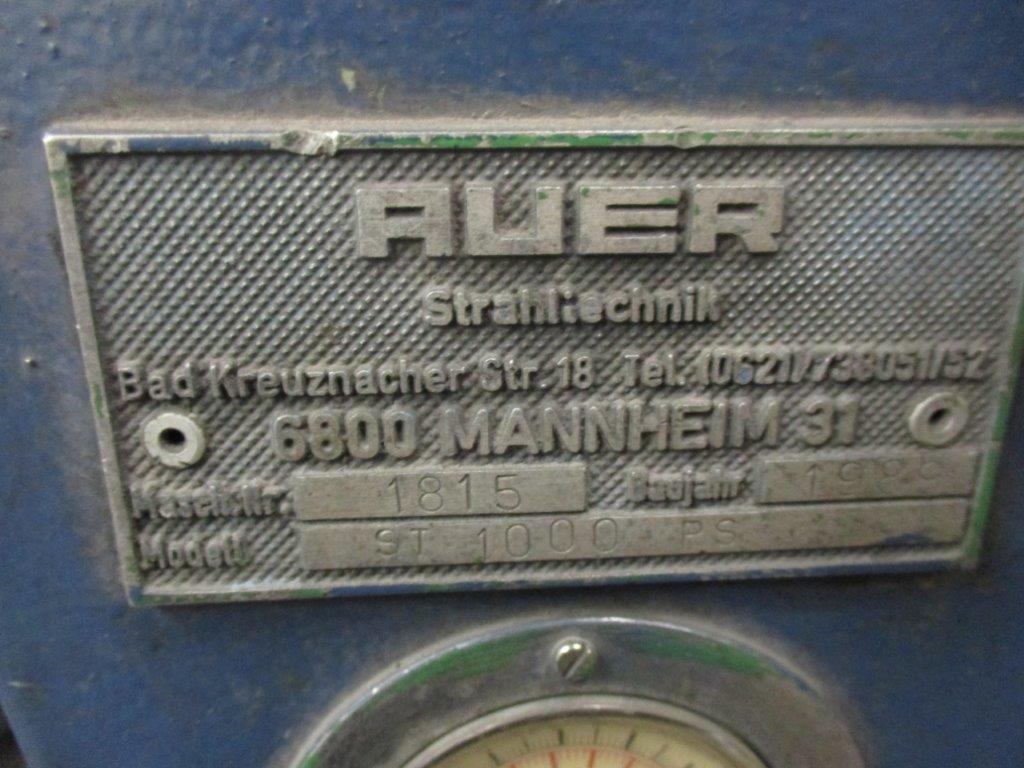 AUER
Strahltechnik
Bad Kreuznacher Str. 18 Tel. (0621/738051/52
6800 MANNHEIM 31
Masch.Nr. 1815 Baujahr
Modell ST 1000 PS